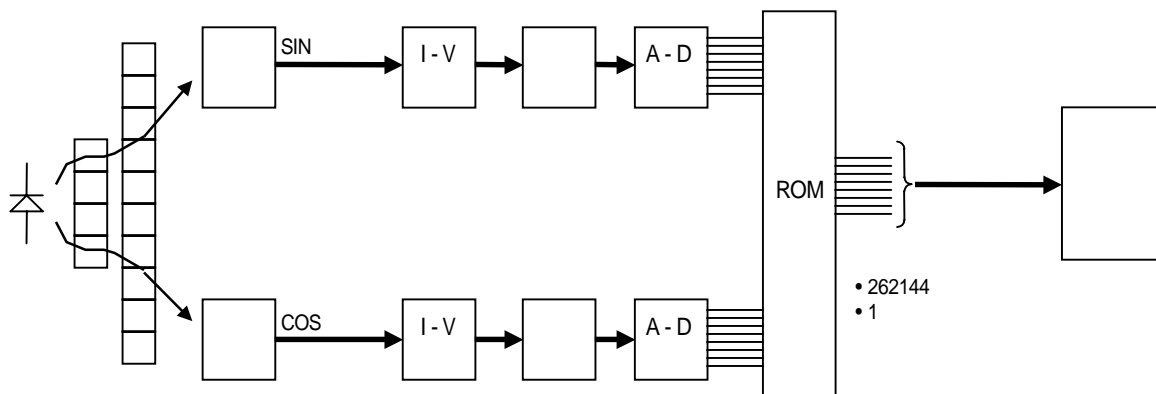 SIN
I - V
A - D
ROM
• 262144
• 1
COS
I - V
A - D